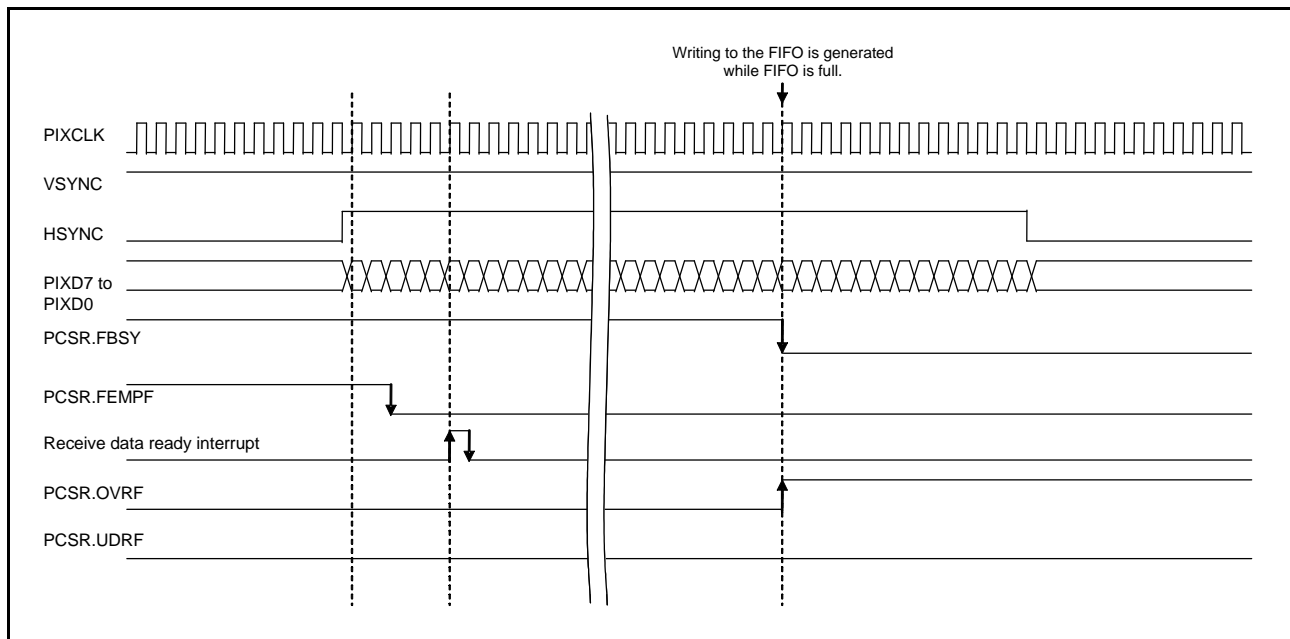 Writing to the FIFO is generated
while FIFO is full.
PIXCLK
VSYNC
HSYNC
PIXD7 to
PIXD0
PCSR.FBSY
PCSR.FEMPF
Receive data ready interrupt
PCSR.OVRF
PCSR.UDRF